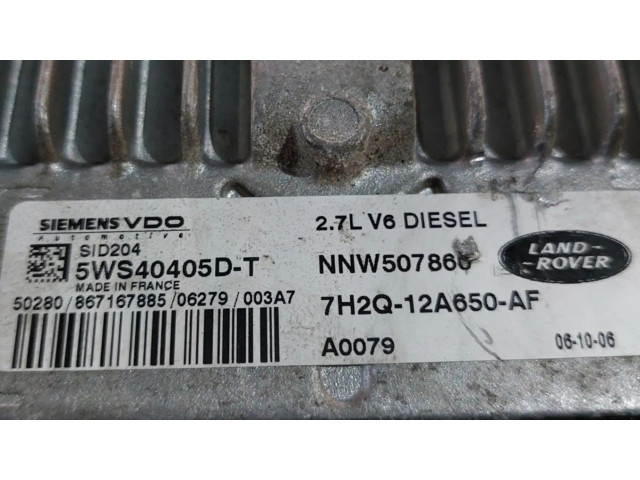 SIEMENS VDO
Automotive
SID204
5WS40405D-T
MADE IN FRANCE
50280/867167885/06279/003A7
2.7L V6 DIESEL
NNW507860
7H2Q-12A650-AF
A0079
LAND-
ROVER
06-10-06